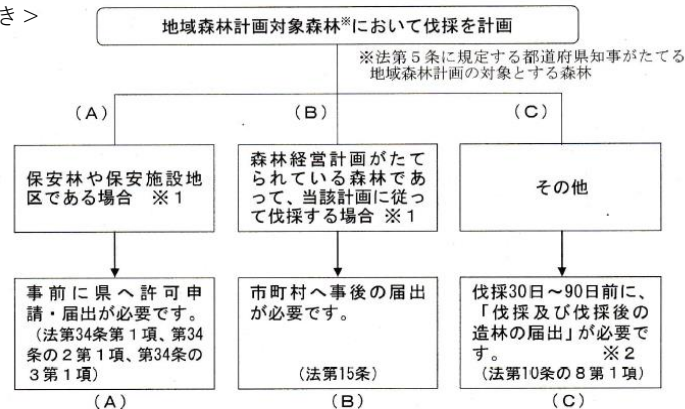 き＞
地域森林計画対象森林※において伐採を計画
※法第５条に規定する都道府県知事がたてる
地域森林計画の対象とする森林
（Ａ）
（Ｂ）
（Ｃ）
保安林や保安施設地
区である場合　※１
森林経営計画がたて
られている森林であ
って、当該計画に従っ
て伐採する場合 ※１
その他
事前に県へ許可申
請・届出が必要です。
（法第34条第１項、第34
条の２第１項、第34条の
３第１項）
市町村へ事後の届出
が必要です。
（法第15条）
伐採30日～90日前に、
「伐採及び伐採後の
造林の届出」が必要で
す。　※２
（法第10条の８第１項）
（Ａ）
（Ｂ）
（Ｃ）